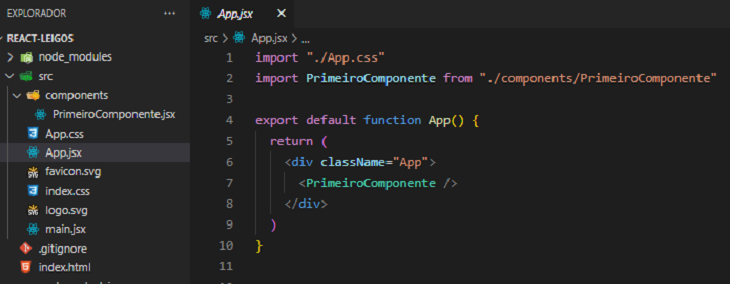 EXPLORADOR ...
REACT-LEIGOS
node_modules
src
components
PrimeiroComponente.jsx
App.css
App.jsx
favicon.svg
index.css
logo.svg
main.jsx
.gitignore
index.html
App.jsx ×
src > App.jsx > ...
1 import "./App.css"
2 import PrimeiroComponente from "./components/PrimeiroComponente"
3
4 export default function App() {
5 return (
6 <div className="App">
7 <PrimeiroComponente />
8 </div>
9 )
10 }
11